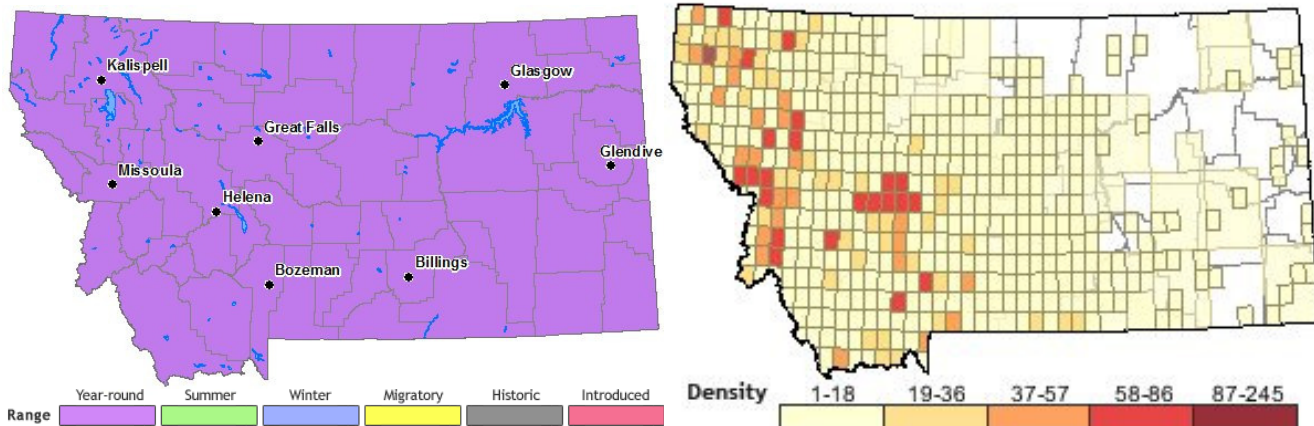 Kalispell
Glasgow
Great Falls
Glendive
Missoula
Helena
Bozeman
Billings
Range Year-round Summer Winter Migratory Historic Introduced
Density 1-18 19-36 37-57 58-86 87-245